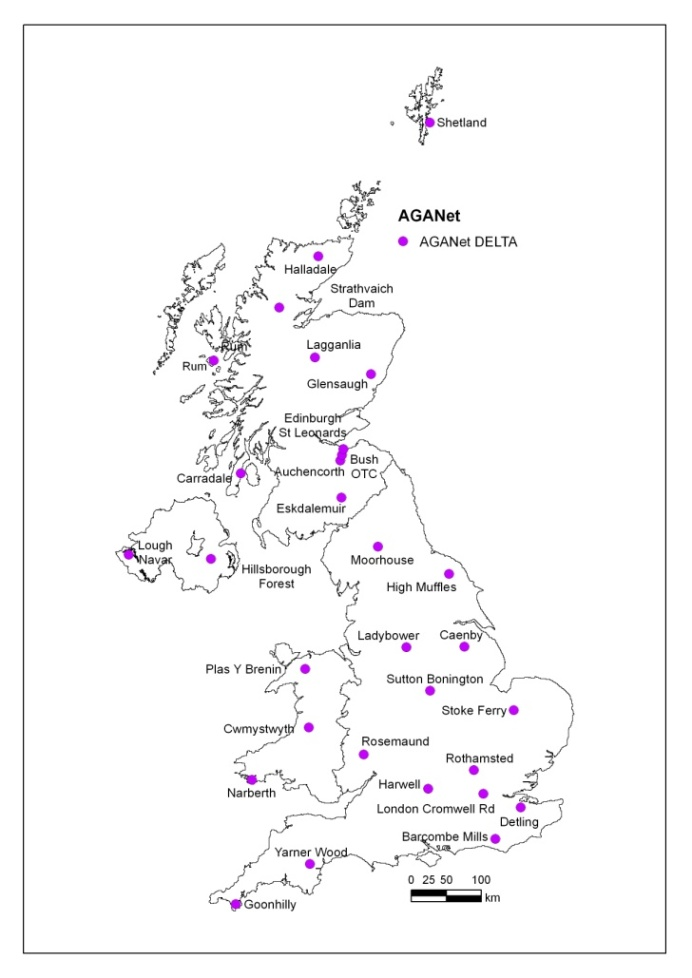 Shetland
AGANet
AGANet DELTA
Halladale
Strathvaich
Dam
Rum
Rum
Lagganlia
Glensaugh
Edinburgh
St Leonards
Bush
OTC
Auchencorth
Carradale
Eskdalemuir
Lough
Navar
Hillsborough
Forest
Moorhouse
High Muffles
Ladybower
Caenby
Plas Y Brenin
Sutton Bonington
Stoke Ferry
Cwmystwyth
Rosemaund
Rothamsted
Narberth
Harwell
London Cromwell Rd
Detling
Barcombe Mills
Yarner Wood
0 25 50 100
km
Goonhilly